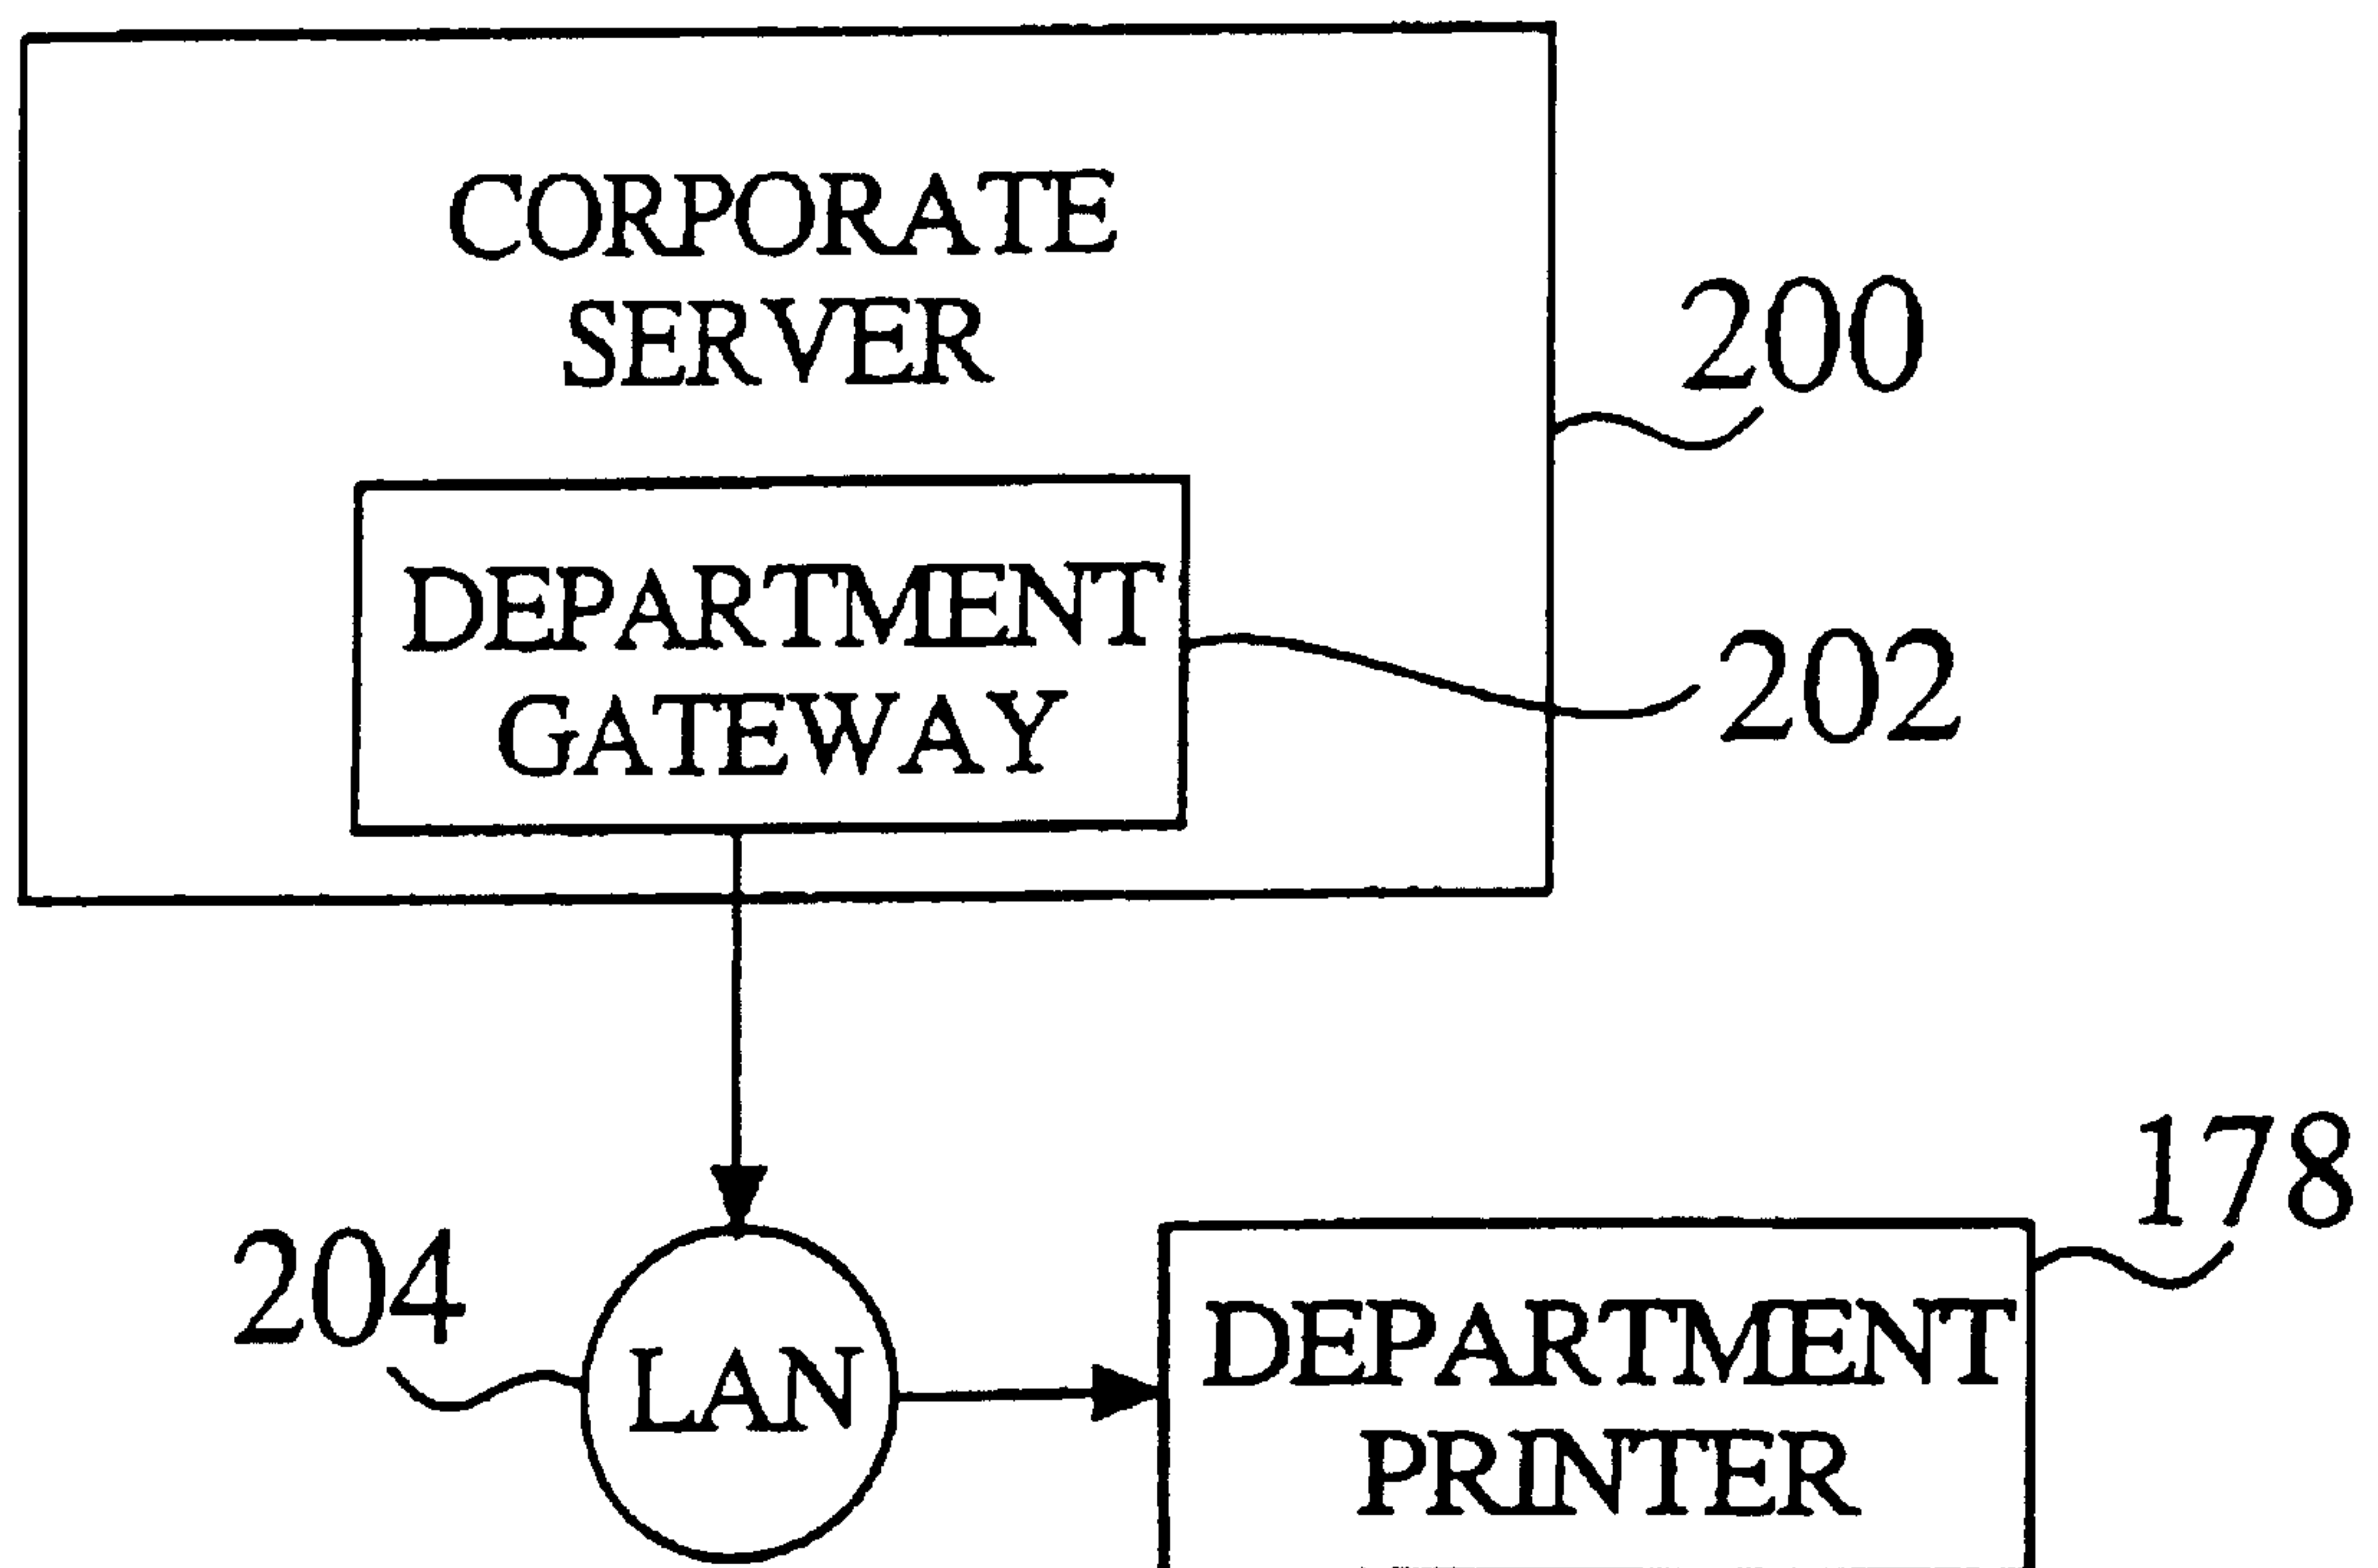 CORPORATE
SERVER
200
DEPARTMENT
GATEWAY
202
178
204
LAN
DEPARTMENT
PRINTER